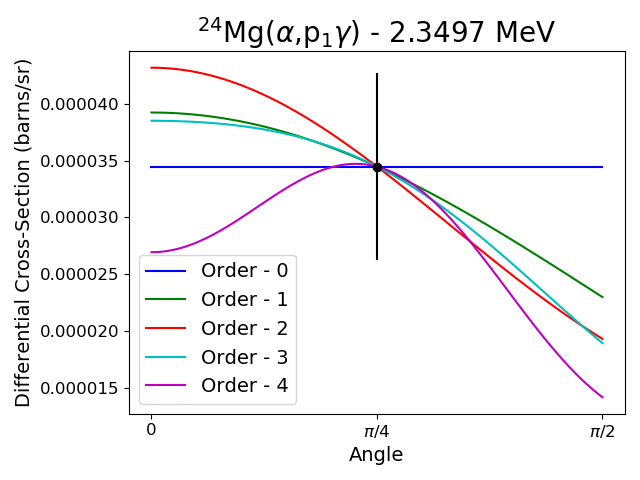 ²⁴Mg(α,p₁γ) - 2.3497 MeV
Differential Cross-Section (barns/sr)
0.000040
0.000035
0.000030
0.000025
0.000020
0.000015
Order - 0
Order - 1
Order - 2
Order - 3
Order - 4
0
π/4
π/2
Angle